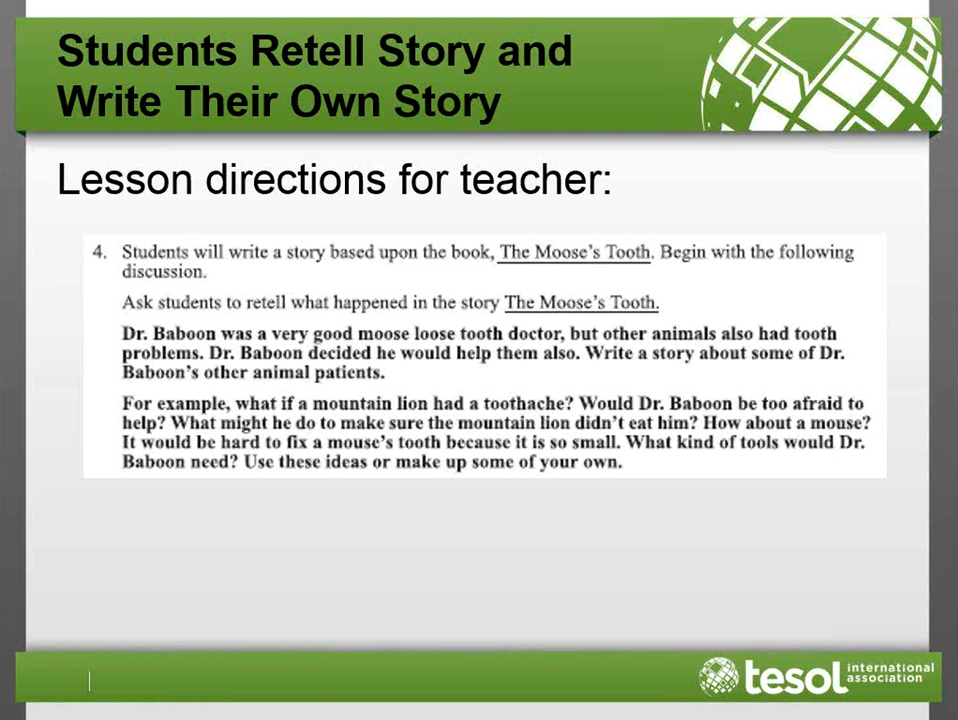 Students Retell Story and
Write Their Own Story
Lesson directions for teacher:
4. Students will write a story based upon the book, The Moose's Tooth. Begin with the following
discussion.
Ask students to retell what happened in the story The Moose's Tooth.
Dr. Baboon was a very good moose loose tooth doctor, but other animals also had tooth
problems. Dr. Baboon decided he would help them also. Write a story about some of Dr.
Baboon's other animal patients.
For example, what if a mountain lion had a toothache? Would Dr. Baboon be too afraid to
help? What might he do to make sure the mountain lion didn't eat him? How about a mouse?
It would be hard to fix a mouse's tooth because it is so small. What kind of tools would Dr.
Baboon need? Use these ideas or make up some of your own.
tesol international
association